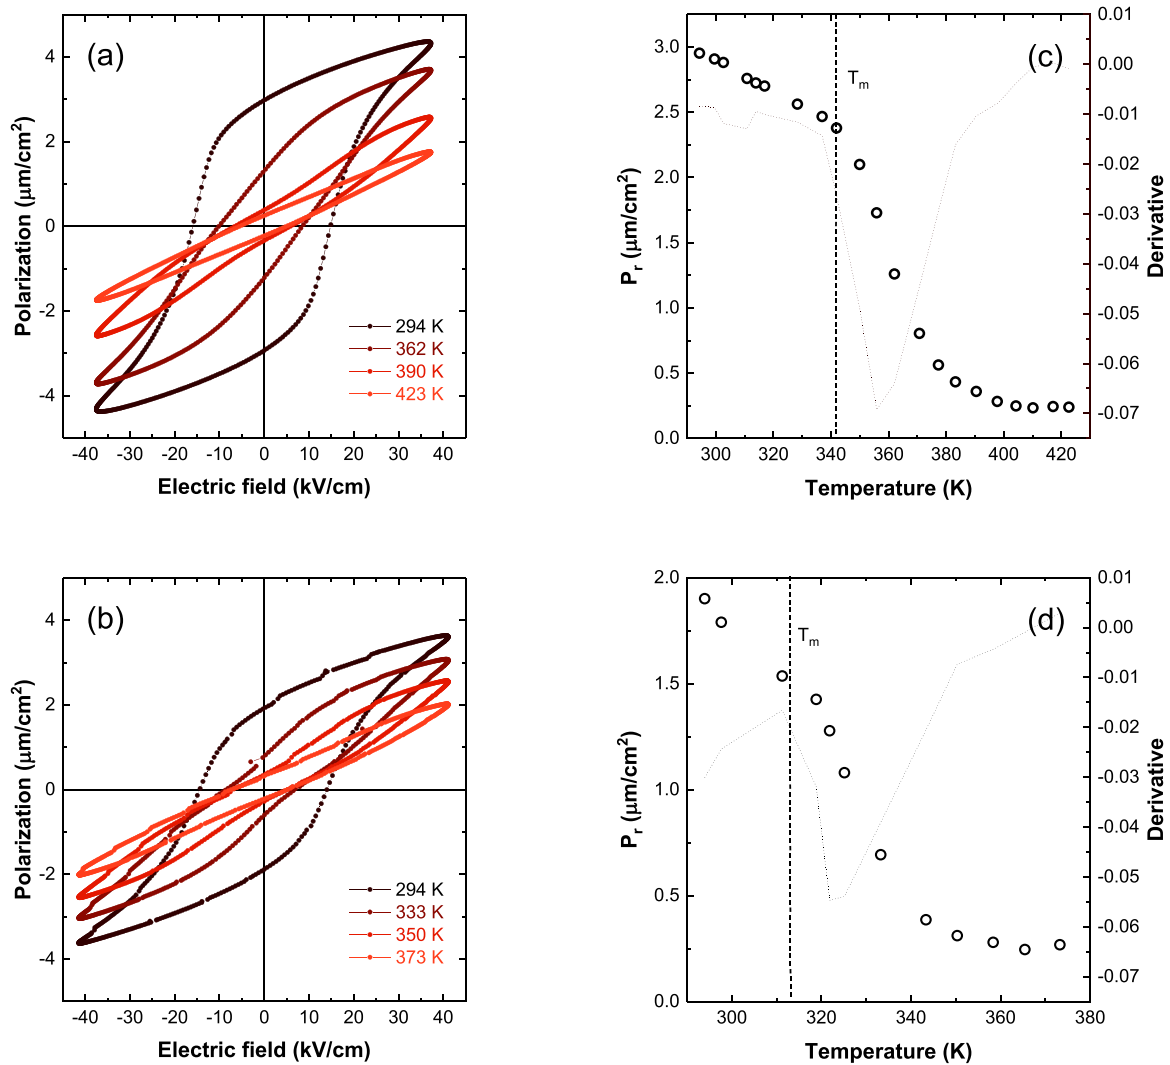 (a)
4
2
0
-2
-4
Polarization (μm/cm²)
294 K
362 K
390 K
423 K
-40 -30 -20 -10 0 10 20 30 40
Electric field (kV/cm)
(c)
T_m
3.0
2.5
2.0
1.5
1.0
0.5
0.0
P_r (μm/cm²)
0.01
0.00
-0.01
-0.02
-0.03
-0.04
-0.05
-0.06
-0.07
Derivative
300 320 340 360 380 400 420
Temperature (K)
(b)
4
2
0
-2
-4
Polarization (μm/cm²)
294 K
333 K
350 K
373 K
-40 -30 -20 -10 0 10 20 30 40
Electric field (kV/cm)
(d)
T_m
2.0
1.5
1.0
0.5
0.0
P_r (μm/cm²)
0.01
0.00
-0.01
-0.02
-0.03
-0.04
-0.05
-0.06
-0.07
Derivative
300 320 340 360 380
Temperature (K)